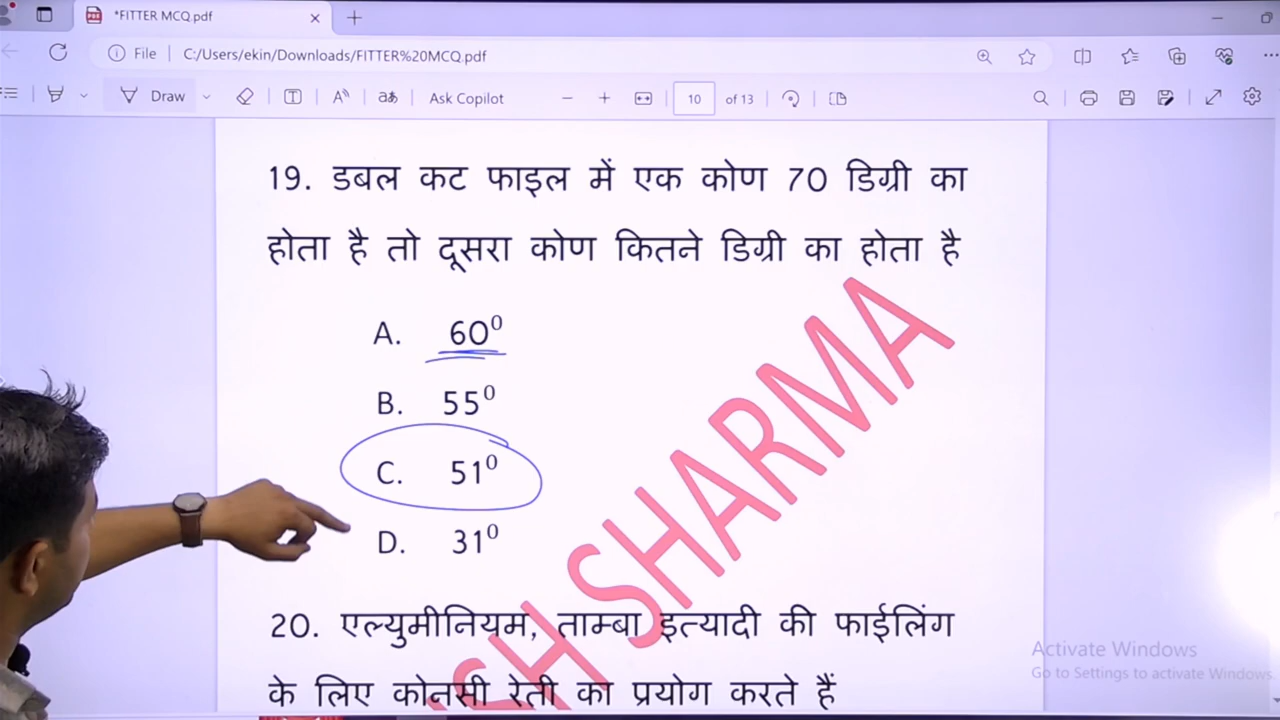 *FITTER MCQ.pdf
File
C:/Users/ekin/Downloads/FITTER%20MCQ.pdf
Draw
Ask Copilot
10 of 13
19. डबल कट फाइल में एक कोण 70 डिग्री का
होता है तो दूसरा कोण कितने डिग्री का होता है
A. 60⁰
B. 55⁰
C. 51⁰
D. 31⁰
SH SHARMA
20. एल्युमीनियम, ताम्बा इत्यादी की फाईलिंग
के लिए कोनसी रेती का प्रयोग करते हैं
Activate Windows
Go to Settings to activate Windows.